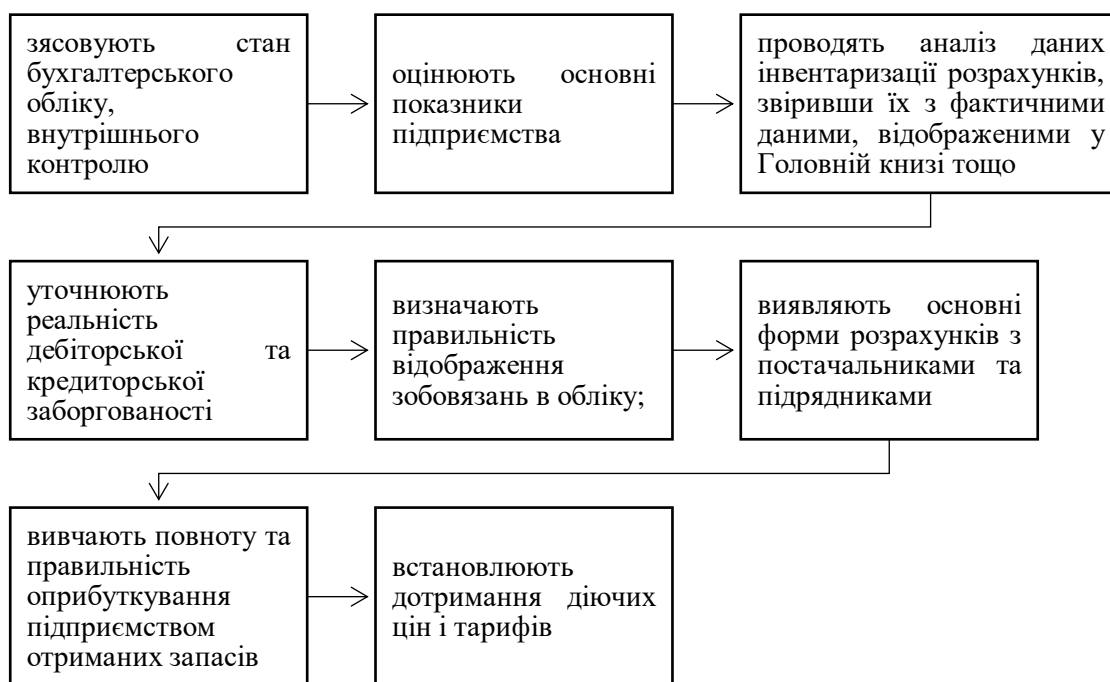 зясовують стан
бухгалтерського
обліку,
внутрішнього
контролю
оцінюють основні
показники
підприємства
проводять аналіз даних
інвентаризації розрахунків,
звіривши їх з фактичними
даними, відображеними у
Головній книзі тощо
уточнюють
реальність
дебіторської та
кредиторської
заборгованості
визначають
правильність
відображення
зобовязань в обліку;
виявляють основні
форми розрахунків з
постачальниками та
підрядниками
вивчають повноту та
правильність
оприбуткування
підприємством
отриманих запасів
встановлюють
дотримання діючих
цін і тарифів